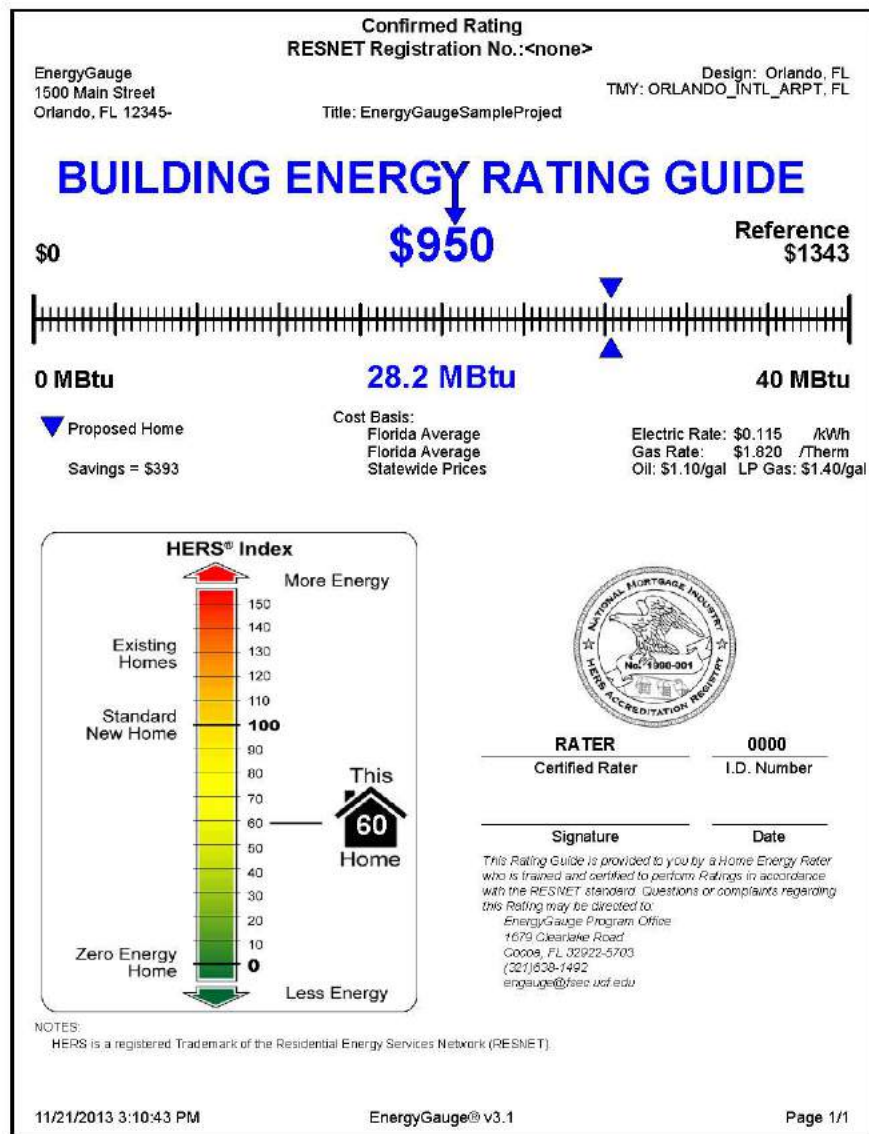 Confirmed Rating
RESNET Registration No.:<none>
EnergyGauge
1500 Main Street
Orlando, FL 12345-
Title: EnergyGaugeSampleProject
Design: Orlando, FL
TMY: ORLANDO_INTL_ARPT, FL
BUILDING ENERGY RATING GUIDE
$0
$950
Reference
$1343
0 MBtu
28.2 MBtu
40 MBtu
Proposed Home
Savings = $393
Cost Basis:
Florida Average
Florida Average
Statewide Prices
Electric Rate: $0.115 /kWh
Gas Rate: $1.820 /Therm
Oil: $1.10/gal LP Gas: $1.40/gal
HERS® Index
More Energy
150
140
Existing
Homes
130
120
110
Standard
New Home
100
90
80
70
60
50
40
30
20
10
Zero Energy
Home
0
Less Energy
This
60
Home
NATIONAL MORTGAGE INDUSTRY
No. 1998-001
HERS ACCREDITATION REGISTRY
RATER
Certified Rater
0000
I.D. Number
Signature
Date
This Rating Guide is provided to you by a Home Energy Rater
who is trained and certified to perform Ratings in accordance
with the RESNET standard. Questions or complaints regarding
this Rating may be directed to:
EnergyGauge Program Office
1679 Clearlake Road
Cocoa, FL 32922-5703
(321)638-1492
engauge@fsec.ucf.edu
NOTES:
HERS is a registered Trademark of the Residential Energy Services Network (RESNET).
11/21/2013 3:10:43 PM
EnergyGauge® v3.1
Page 1/1